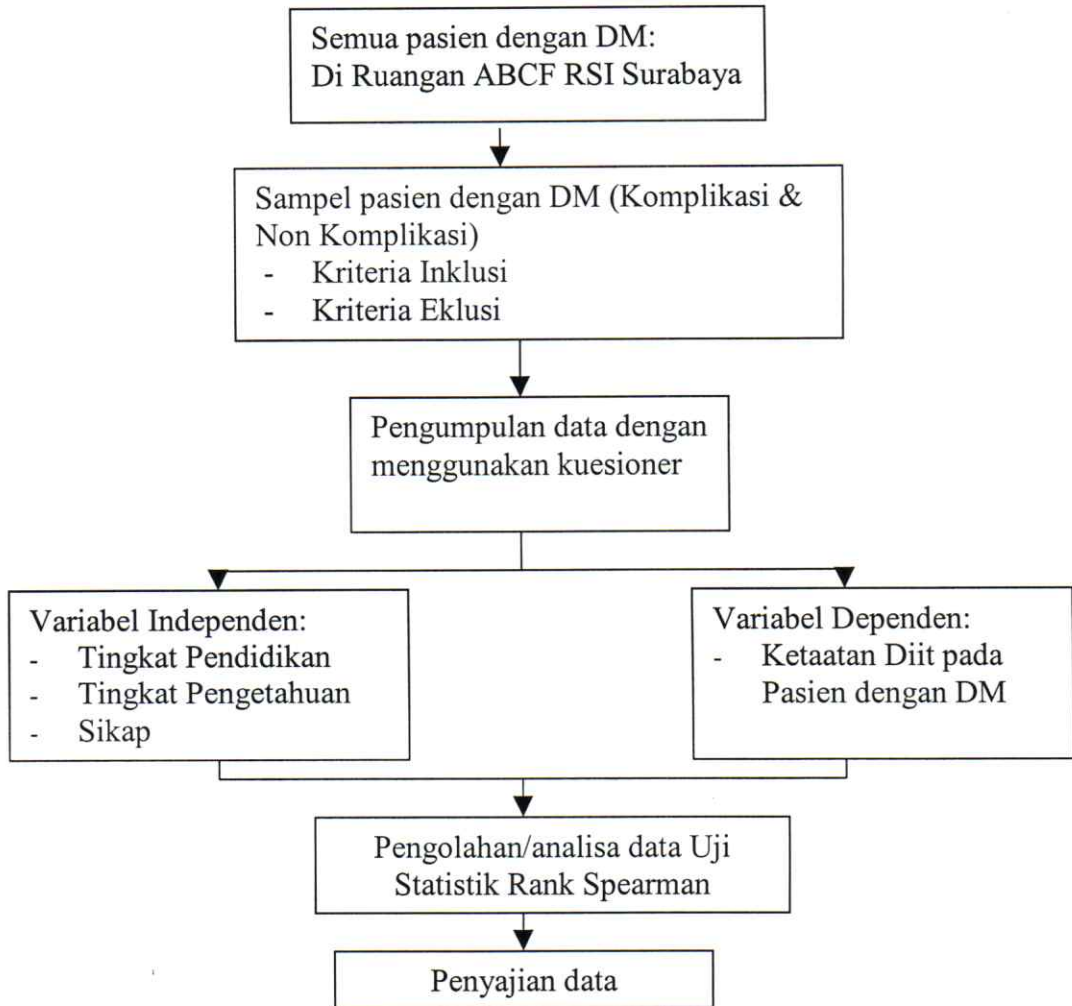 Semua pasien dengan DM:
Di Ruangan ABCF RSI Surabaya
Sampel pasien dengan DM (Komplikasi &
Non Komplikasi)
- Kriteria Inklusi
- Kriteria Eklusi
Pengumpulan data dengan
menggunakan kuesioner
Variabel Independen:
- Tingkat Pendidikan
- Tingkat Pengetahuan
- Sikap
Variabel Dependen:
- Ketaatan Diit pada
Pasien dengan DM
Pengolahan/analisa data Uji
Statistik Rank Spearman
Penyajian data